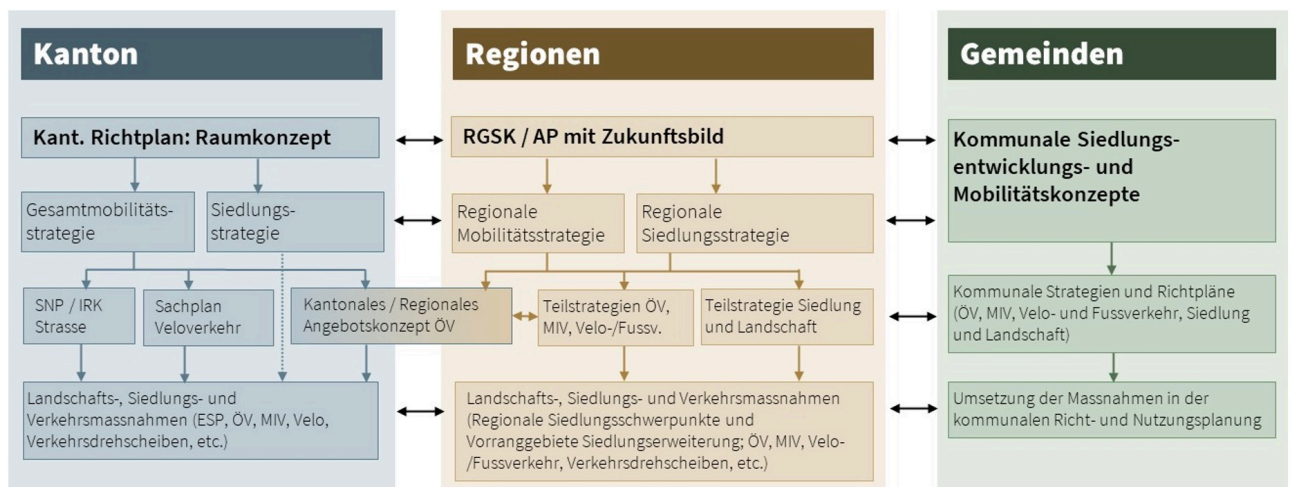 Kanton
Kant. Richtplan: Raumkonzept
Gesamtmobilitäts-
strategie
Siedlungs-
strategie
SNP / IRK
Strasse
Sachplan
Veloverkehr
Kantonales / Regionales
Angebotskonzept ÖV
Landschafts-, Siedlungs- und
Verkehrsmassnahmen (ESP, ÖV, MIV, Velo,
Verkehrsdrehscheiben, etc.)
Regionen
RGSK / AP mit Zukunftsbild
Regionale
Mobilitätsstrategie
Regionale
Siedlungsstrategie
Teilstrategien ÖV,
MIV, Velo-/Fussv.
Teilstrategie Siedlung
und Landschaft
Landschafts-, Siedlungs- und Verkehrsmassnahmen
(Regionale Siedlungsschwerpunkte und
Vorranggebiete Siedlungserweiterung; ÖV, MIV, Velo-
/Fussverkehr, Verkehrsdrehscheiben, etc.)
Gemeinden
Kommunale Siedlungs-
entwicklungs- und
Mobilitätskonzepte
Kommunale Strategien und Richtpläne
(ÖV, MIV, Velo- und Fussverkehr, Siedlung
und Landschaft)
Umsetzung der Massnahmen in der
kommunalen Richt- und Nutzungsplanung